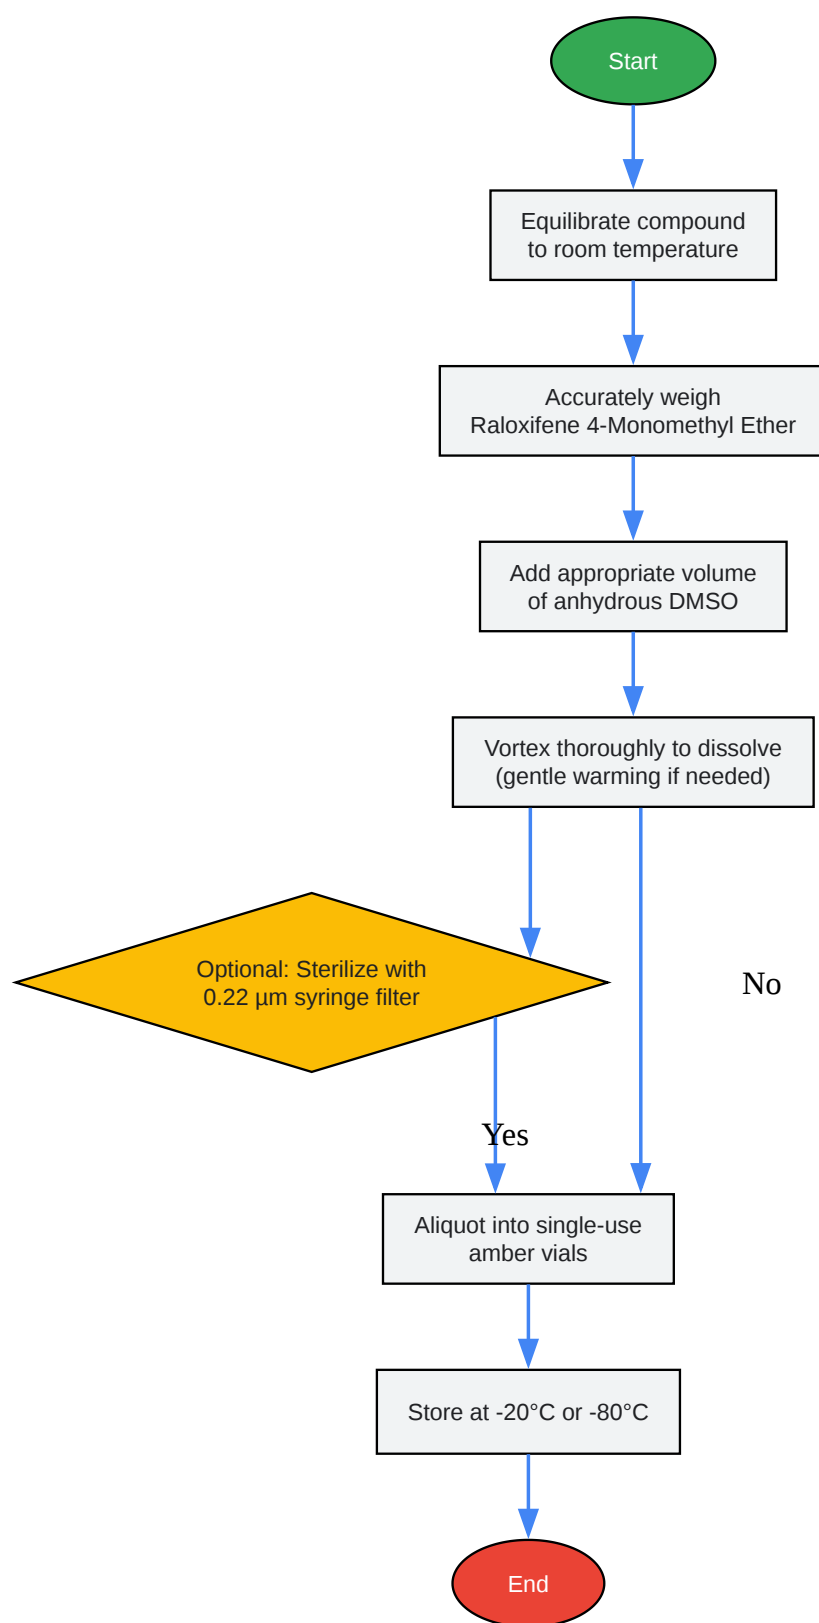 Start
Equilibrate compound
to room temperature
Accurately weigh
Raloxifene 4-Monomethyl Ether
Add appropriate volume
of anhydrous DMSO
Vortex thoroughly to dissolve
(gentle warming if needed)
Optional: Sterilize with
0.22 µm syringe filter
No
Yes
Aliquot into single-use
amber vials
Store at -20°C or -80°C
End